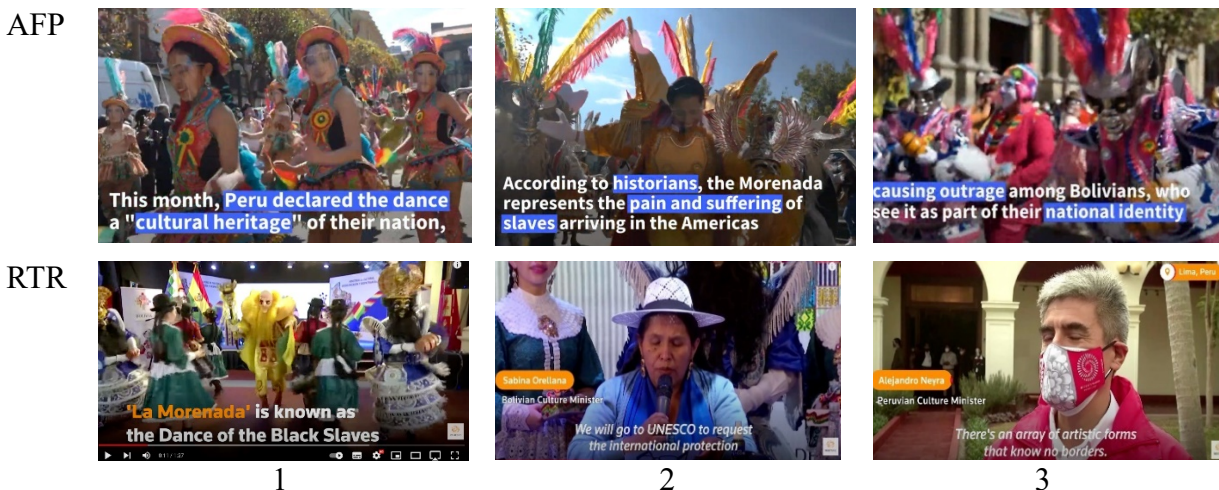 AFP
This month, Peru declared the dance
a "cultural heritage" of their nation,
According to historians, the Morenada
represents the pain and suffering of
slaves arriving in the Americas
causing outrage among Bolivians, who
see it as part of their national identity
RTR
'La Morenada' is known as
the Dance of the Black Slaves
Sabina Orellana
Bolivian Culture Minister
We will go to UNESCO to request
the international protection
Lima, Peru
Alejandro Neyra
Peruvian Culture Minister
There's an array of artistic forms
that know no borders.
1
2
3